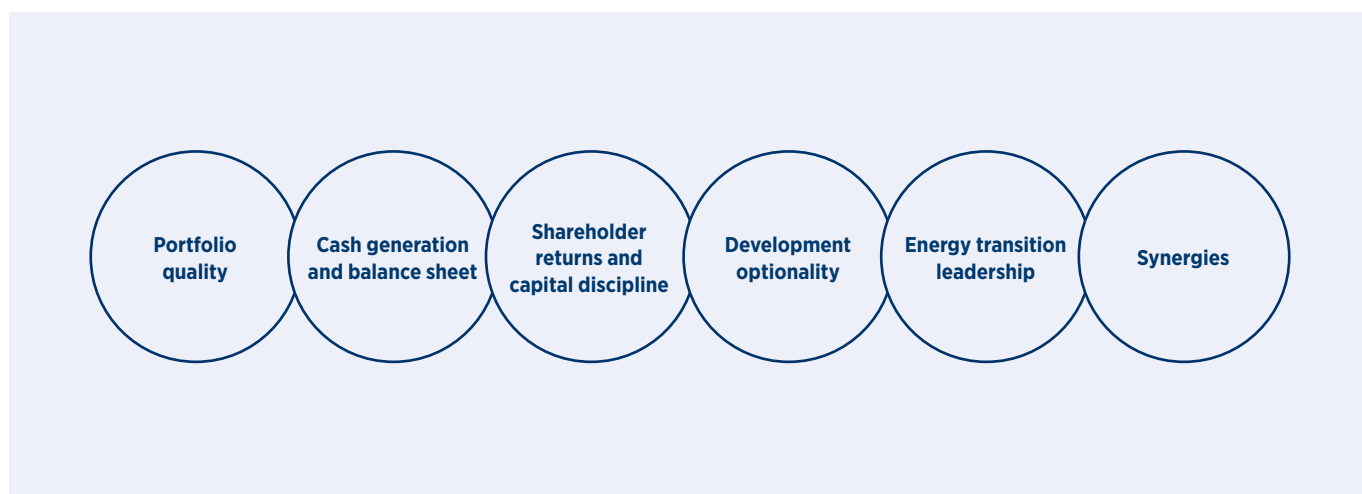 Portfolio
quality
Cash generation
and balance sheet
Shareholder
returns and
capital discipline
Development
optionality
Energy transition
leadership
Synergies